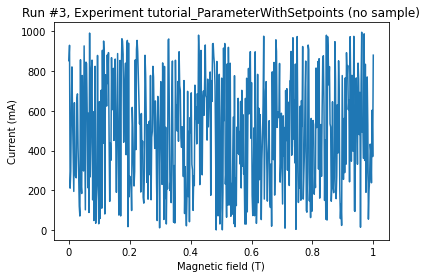 Run #3, Experiment tutorial_ParameterWithSetpoints (no sample)
1000
800
600
400
200
0
Current (mA)
0 0.2 0.4 0.6 0.8 1
Magnetic field (T)